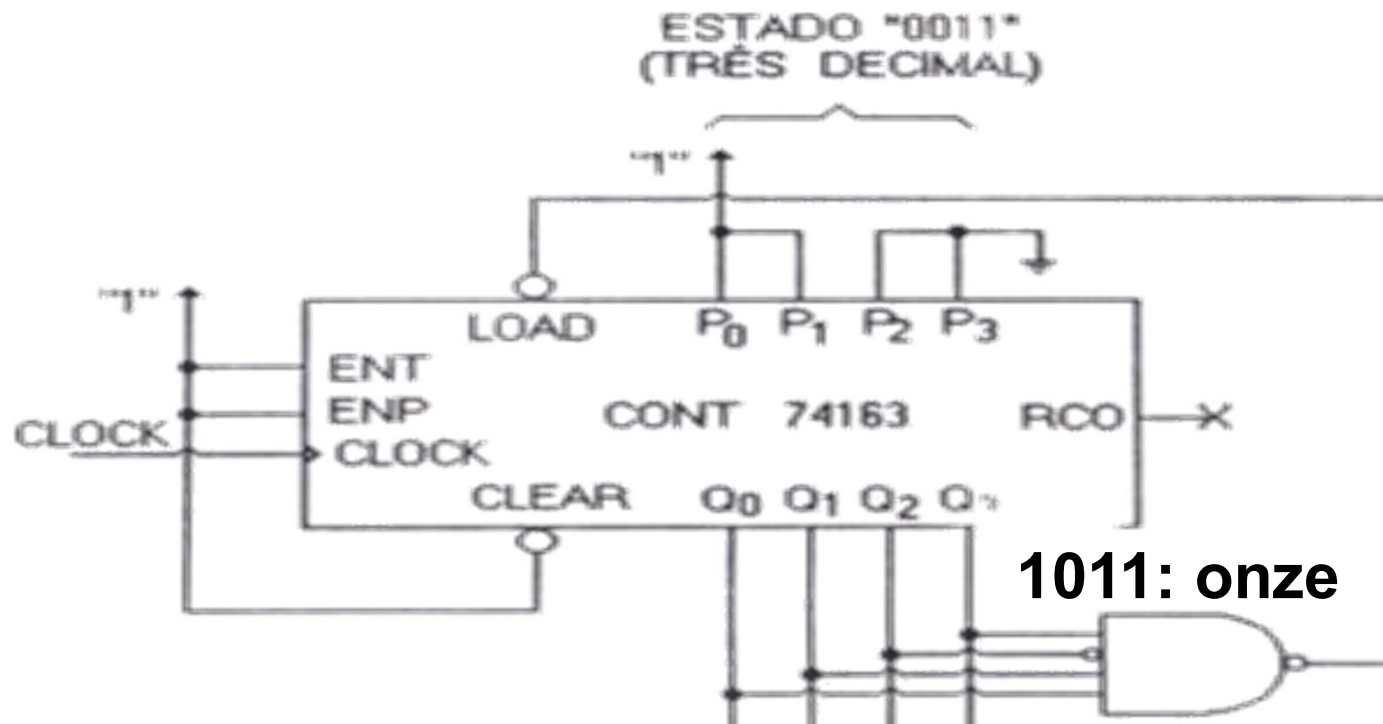 ESTADO "0011"
(TRÊS DECIMAL)
"1"
"1"
LOAD P0 P1 P2 P3
ENT
ENP CONT 74163 RCO
CLOCK
CLOCK
CLEAR Q0 Q1 Q2 Q
1011: onze